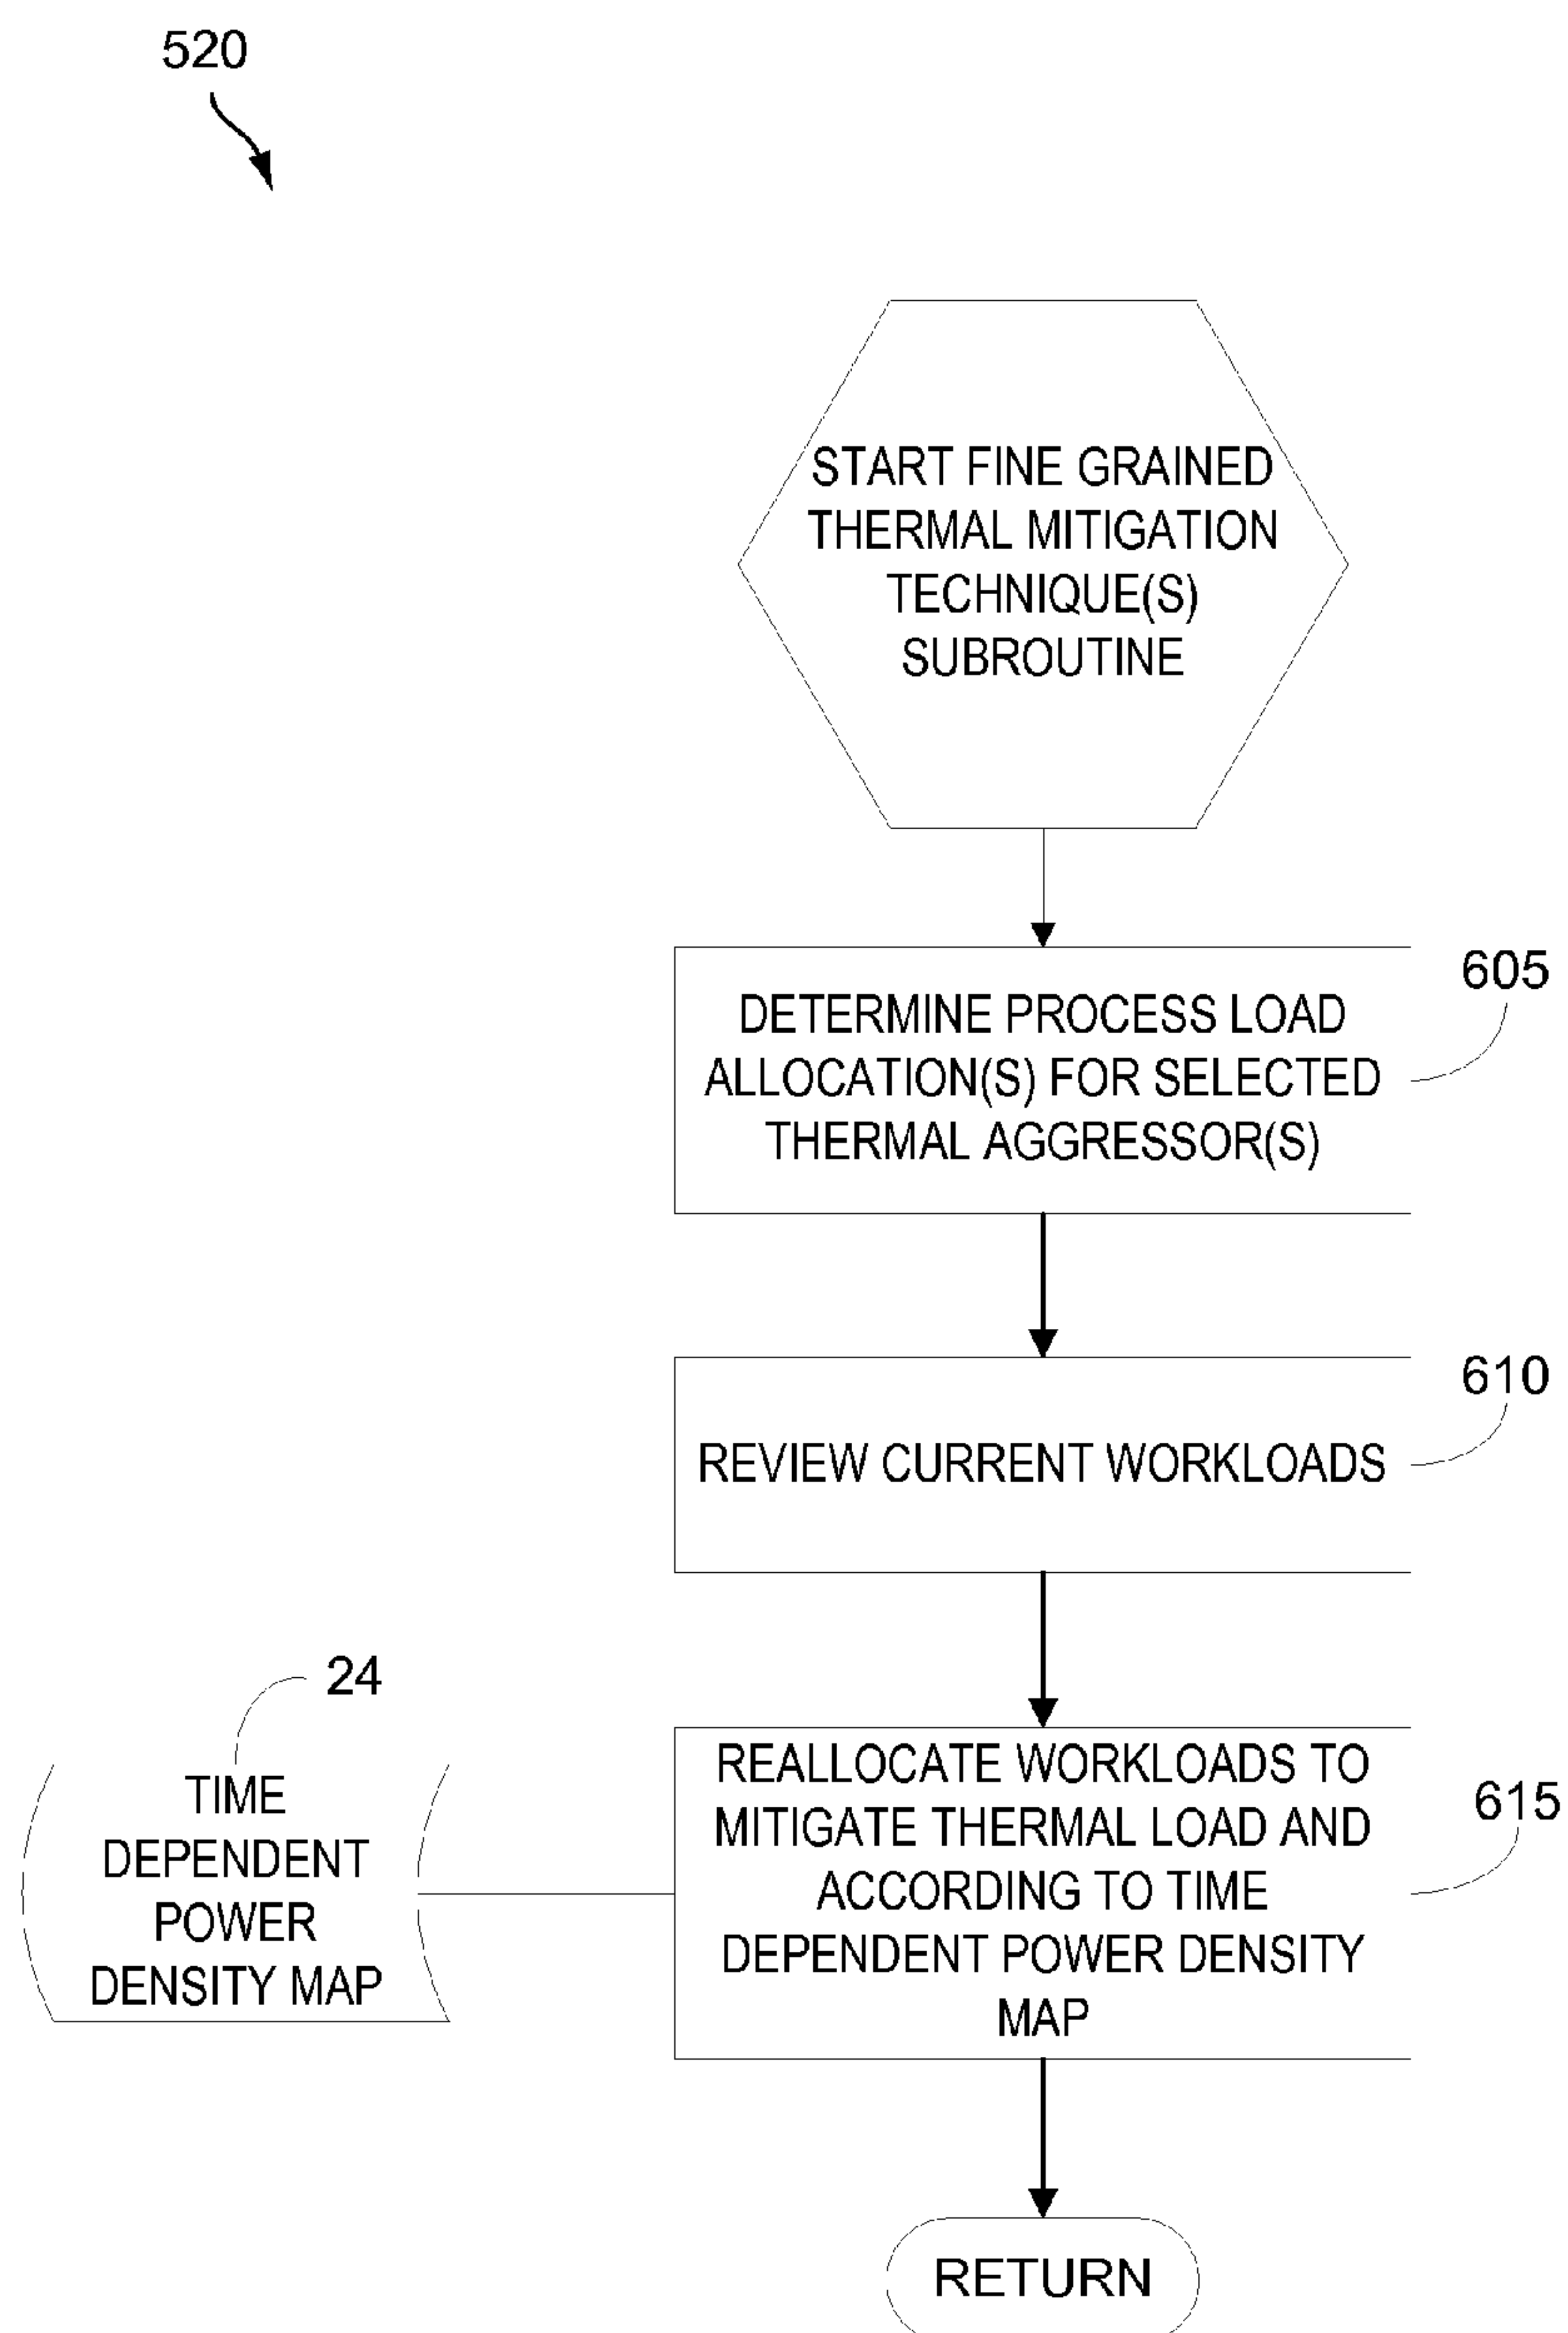 520
START FINE GRAINED
THERMAL MITIGATION
TECHNIQUE(S)
SUBROUTINE
605
DETERMINE PROCESS LOAD
ALLOCATION(S) FOR SELECTED
THERMAL AGGRESSOR(S)
610
REVIEW CURRENT WORKLOADS
24
TIME
DEPENDENT
POWER
DENSITY MAP
REALLOCATE WORKLOADS TO
MITIGATE THERMAL LOAD AND
ACCORDING TO TIME
DEPENDENT POWER DENSITY
MAP
615
RETURN